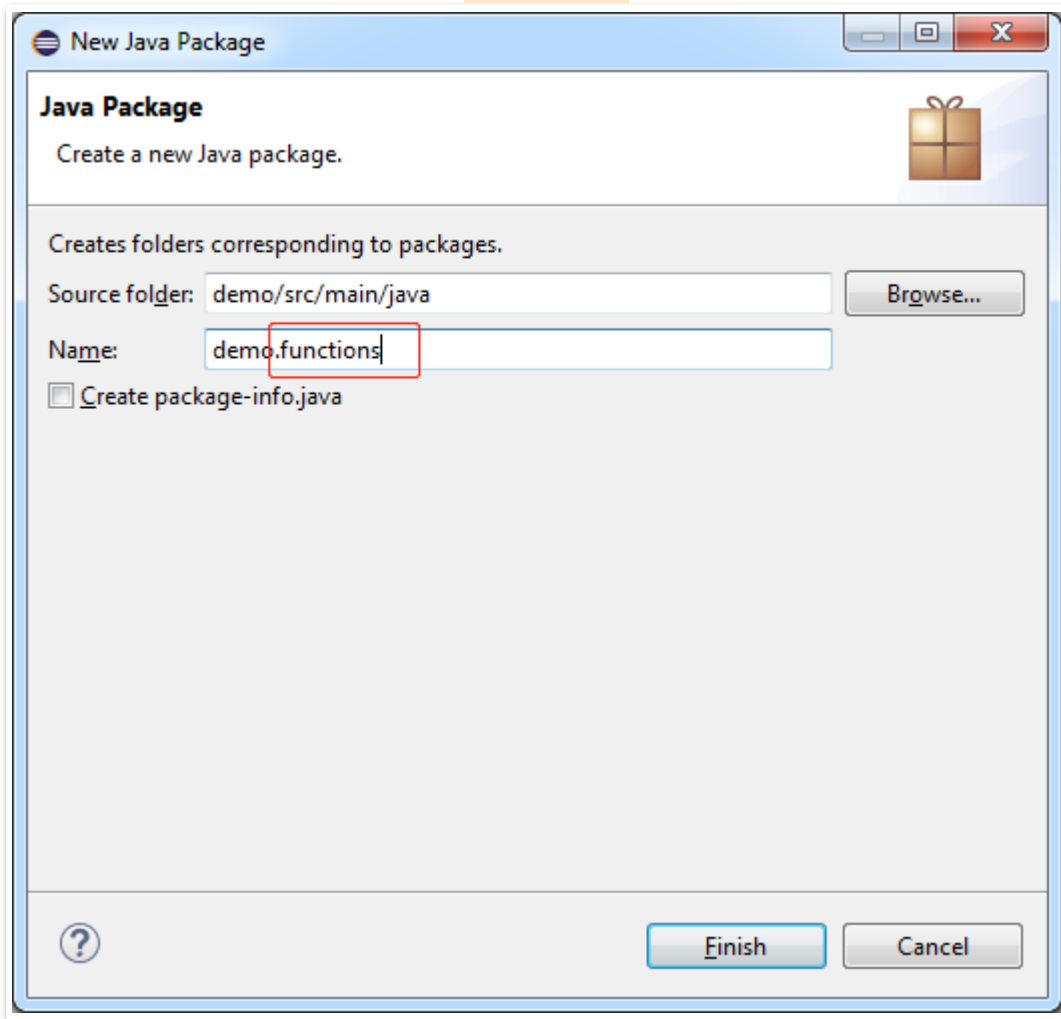 New Java Package
Java Package
Create a new Java package.
Creates folders corresponding to packages.
Source folder: demo/src/main/java Browse...
Name: demo.functions
Create package-info.java
Finish Cancel